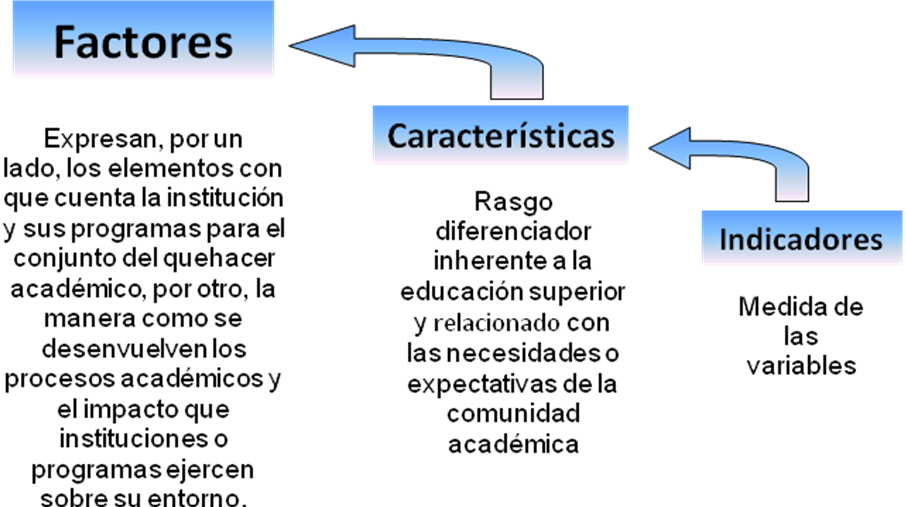 Factores
Expresan, por un
lado, los elementos con
que cuenta la institución
y sus programas para el
conjunto del quehacer
académico, por otro, la
manera como se
desenvuelven los
procesos académicos y
el impacto que
instituciones o
programas ejercen
sobre su entorno.
Características
Rasgo
diferenciador
inherente a la
educación superior
y relacionado con
las necesidades o
expectativas de la
comunidad
académica
Indicadores
Medida de
las
variables